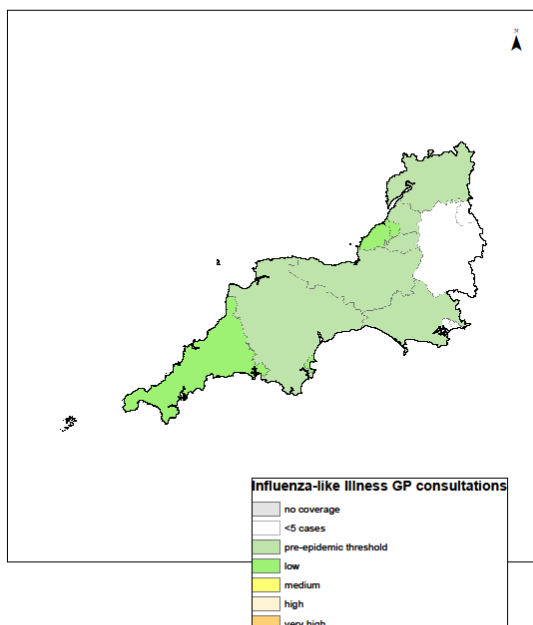 N
Influenza-like Illness GP consultations
no coverage
<5 cases
pre-epidemic threshold
low
medium
high
very high